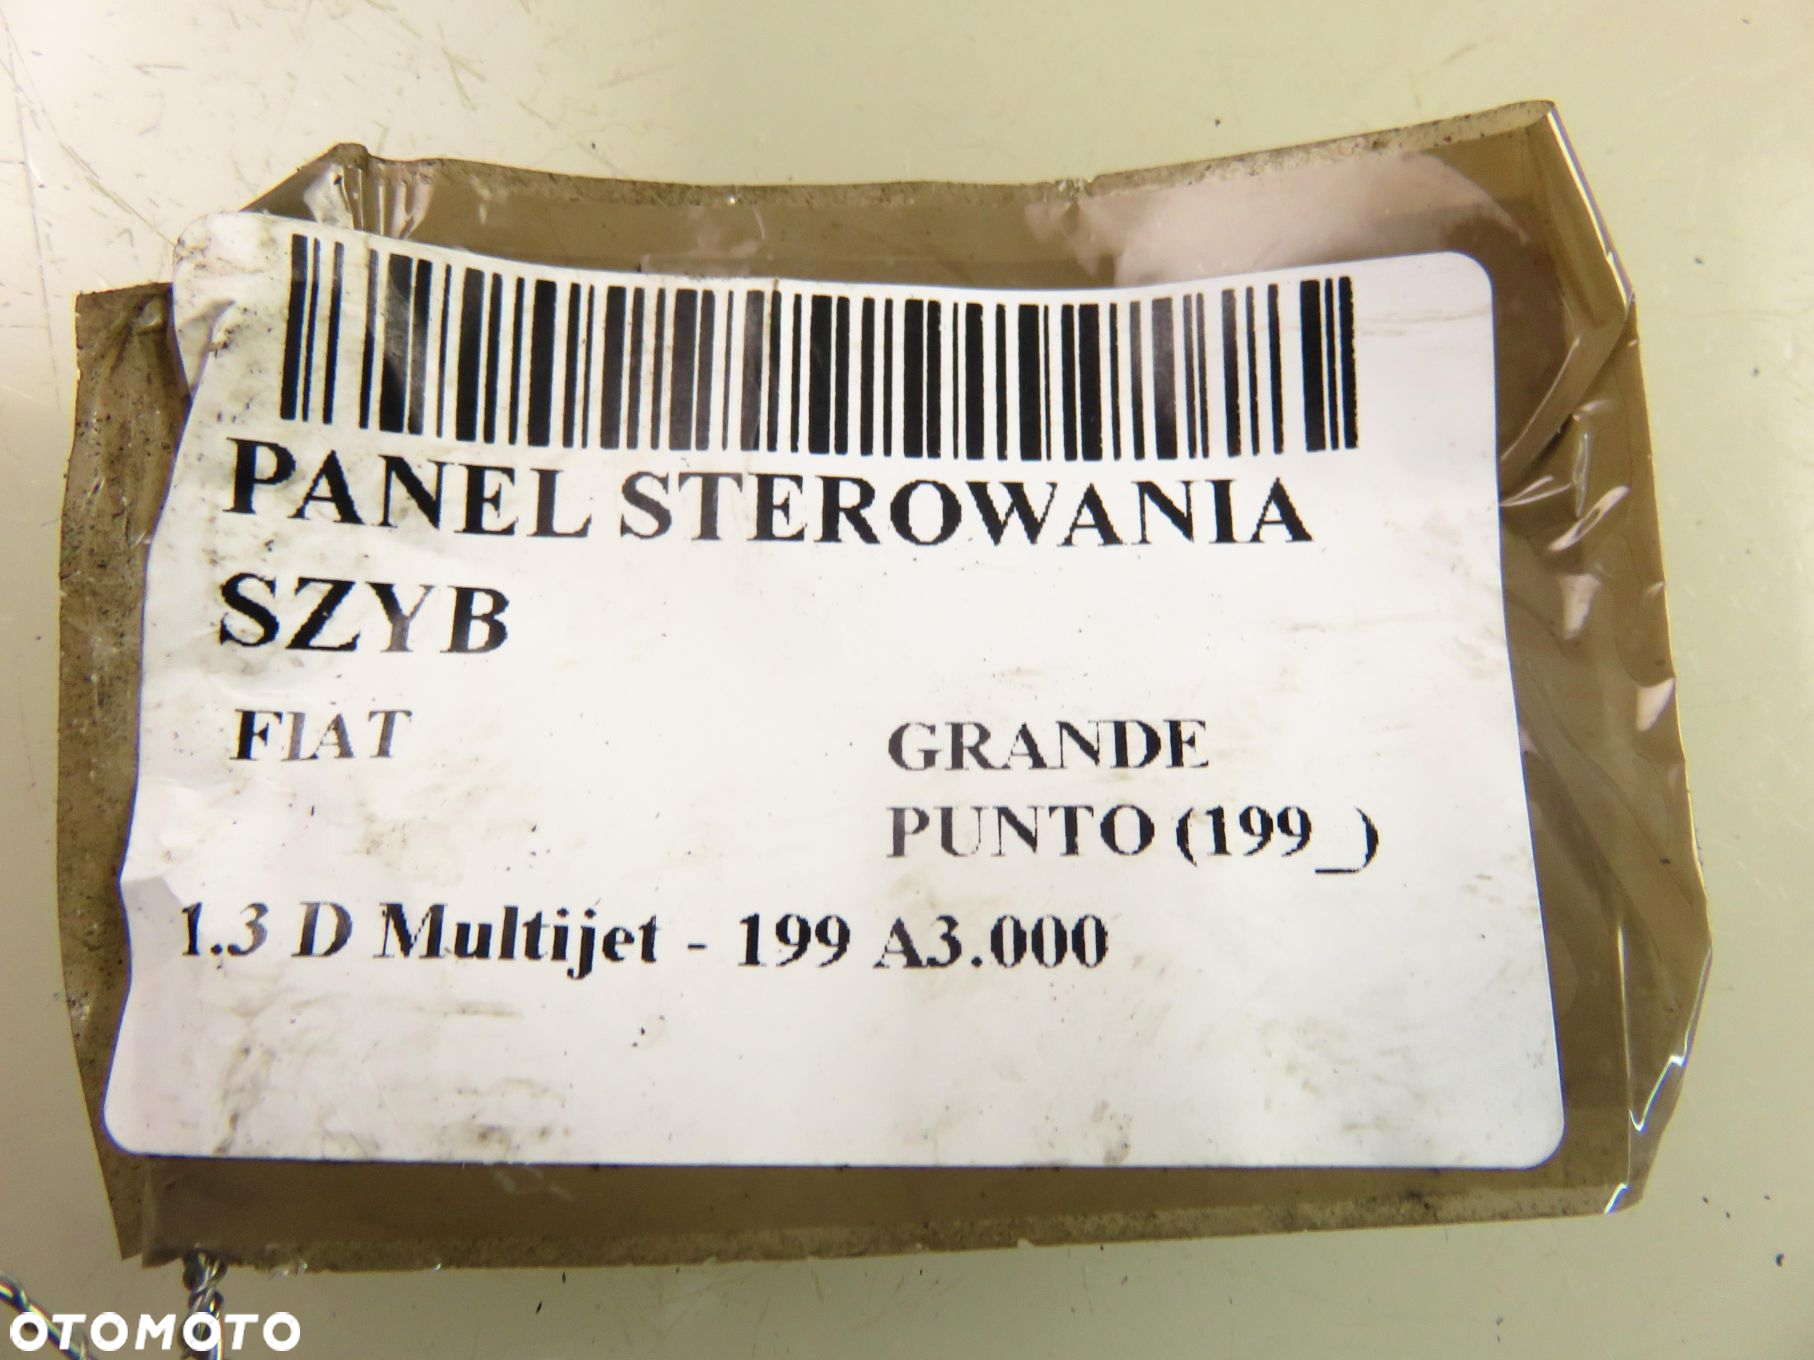 PANEL STEROWANIA
SZYB
FIAT
GRANDE
PUNTO (199_)
1.3 D Multijet - 199 A3.000
OTOMOTO